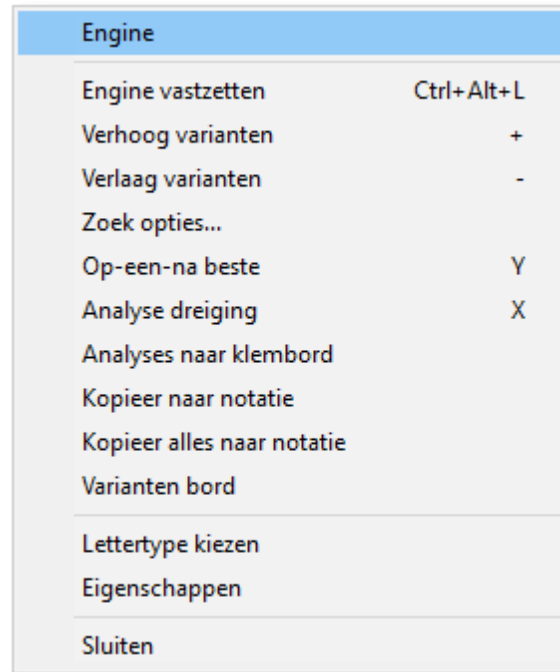 Engine
Engine vastzetten Ctrl+Alt+L
Verhoog varianten +
Verlaag varianten -
Zoek opties...
Op-een-na beste Y
Analyse dreiging X
Analyses naar klembord
Kopieer naar notatie
Kopieer alles naar notatie
Varianten bord
Lettertype kiezen
Eigenschappen
Sluiten